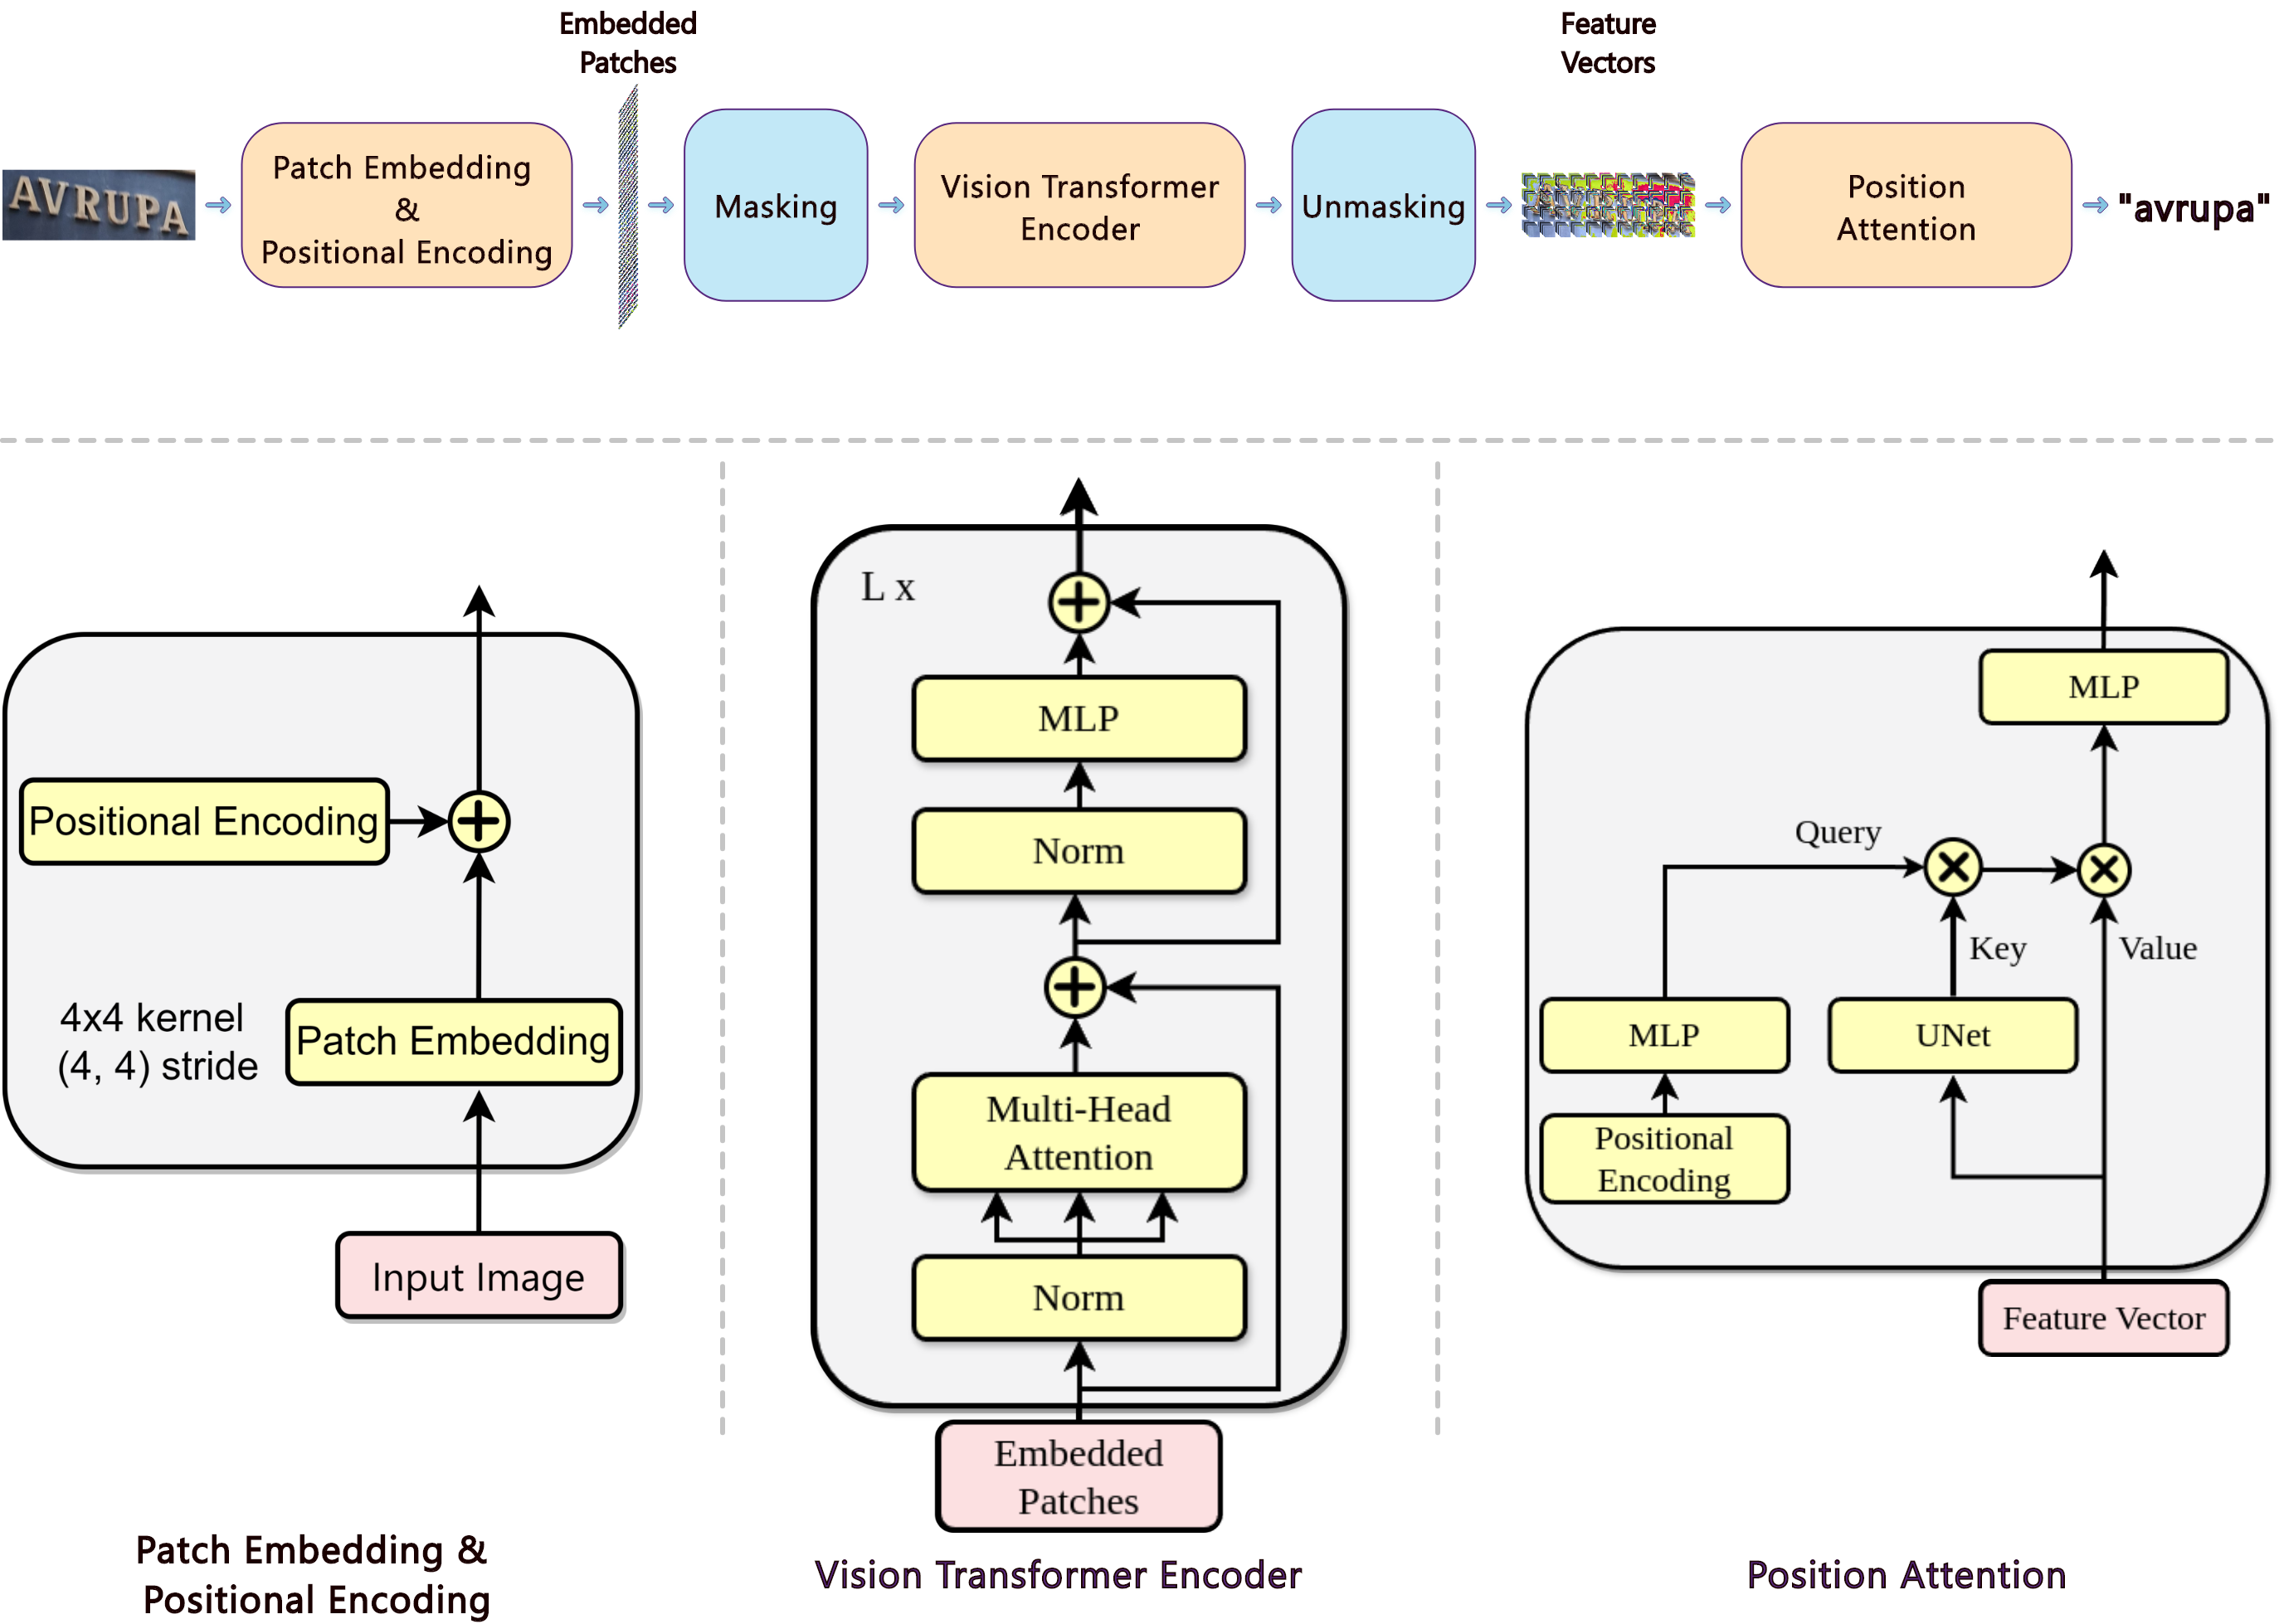 Embedded
Patches
Feature
Vectors
AVRUPA
Patch Embedding
&
Positional Encoding
Masking
Vision Transformer
Encoder
Unmasking
Position
Attention
"avrupa"
Positional Encoding
4x4 kernel
(4, 4) stride
Patch Embedding
Input Image
Patch Embedding &
Positional Encoding
L x
MLP
Norm
Multi-Head
Attention
Norm
Embedded
Patches
Vision Transformer Encoder
MLP
Query
Key
Value
MLP
UNet
Positional
Encoding
Feature Vector
Position Attention